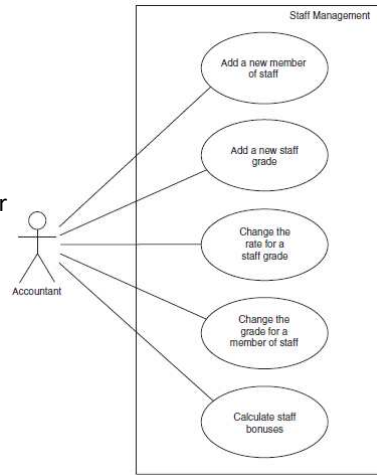 Staff Management
Add a new member
of staff
Add a new staff
grade
r
Change the
rate for a
staff grade
Accountant
Change the
grade for a
member of staff
Calculate staff
bonuses